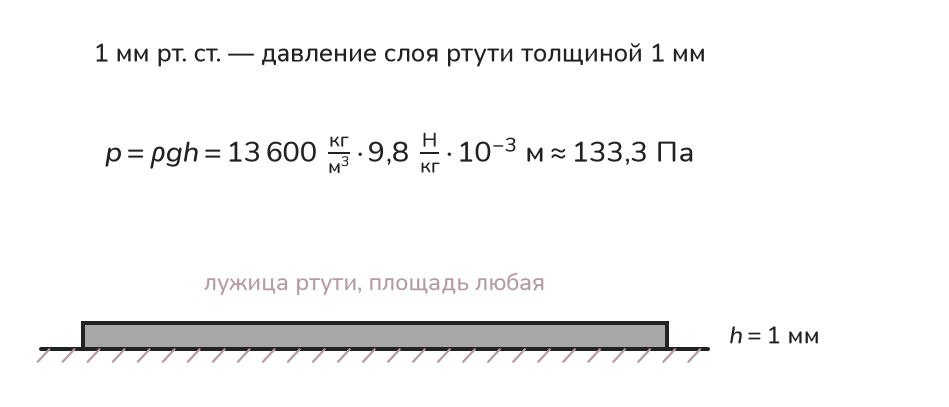 1 мм рт. ст. — давление слоя ртути толщиной 1 мм
p = ρgh = 13 600 кг/м³ · 9,8 Н/кг · 10⁻³ м ≈ 133,3 Па
лужица ртути, площадь любая
h = 1 мм